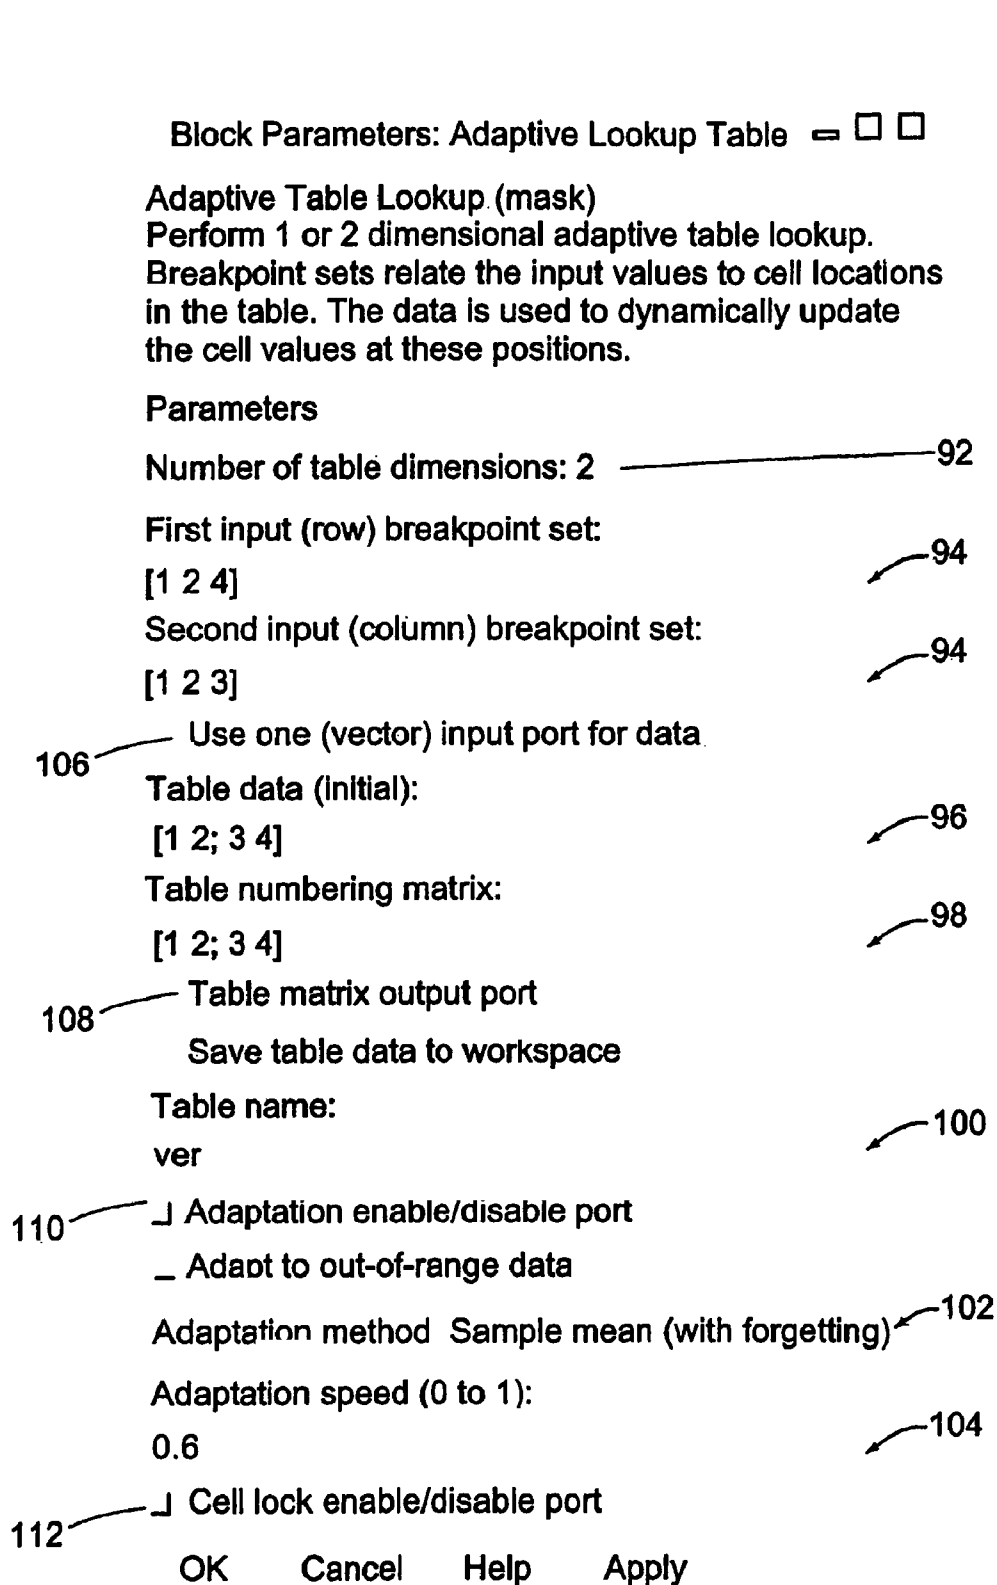 Block Parameters: Adaptive Lookup Table
Adaptive Table Lookup (mask)
Perform 1 or 2 dimensional adaptive table lookup.
Breakpoint sets relate the input values to cell locations
in the table. The data is used to dynamically update
the cell values at these positions.
Parameters
Number of table dimensions: 2 92
First input (row) breakpoint set:
[1 2 4] 94
Second input (column) breakpoint set:
[1 2 3] 94
106 Use one (vector) input port for data
Table data (initial):
[1 2; 3 4] 96
Table numbering matrix:
[1 2; 3 4] 98
108 Table matrix output port
Save table data to workspace
Table name:
ver 100
110 Adaptation enable/disable port
Adapt to out-of-range data
Adaptation method Sample mean (with forgetting) 102
Adaptation speed (0 to 1):
0.6 104
112 Cell lock enable/disable port
OK Cancel Help Apply